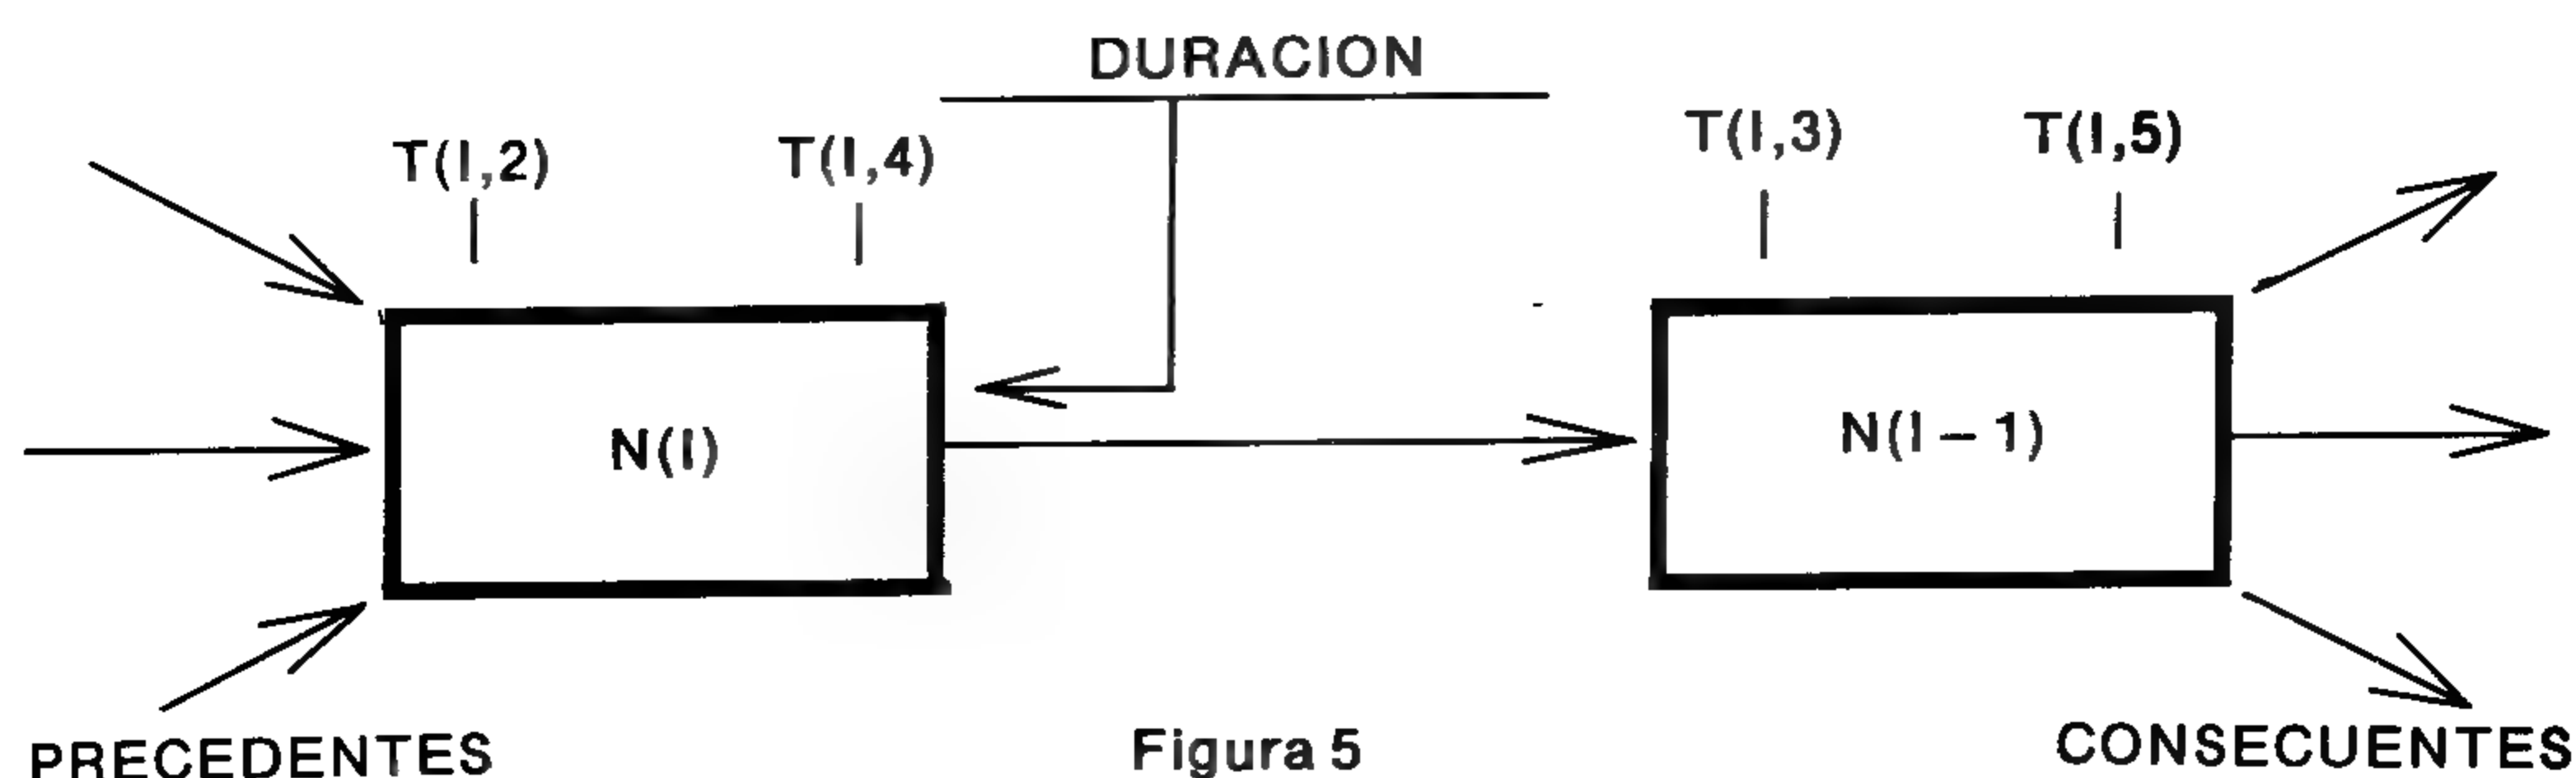 DURACION
T(I,2) T(I,4) T(I,3) T(I,5)
N(I) N(I – 1)
PRECEDENTES Figura 5 CONSECUENTES